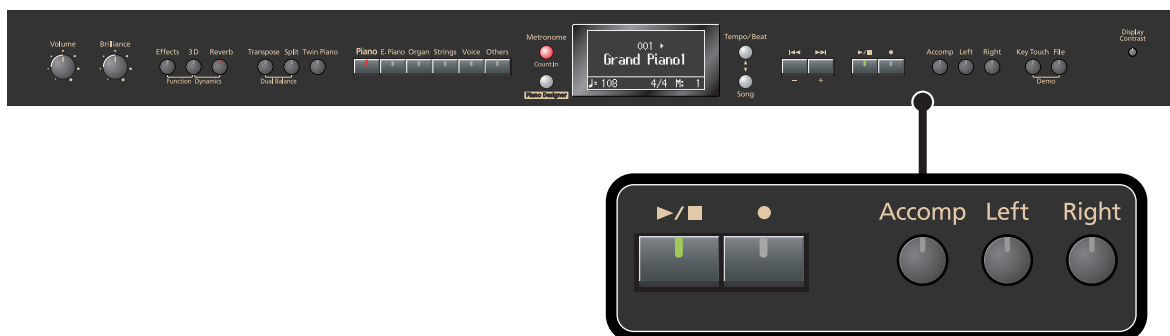 Volume
Brilliance
Effects 3D Reverb
Function Dynamics
Transpose Split Twin Piano
Dual Balance
Piano E. Piano Organ Strings Voice Others
Metronome
Count In
Piano Designer
001 ▸
Grand Piano1
♩= 108 4/4 M: 1
Tempo/Beat
Song
− +
Accomp Left Right
Key Touch File
Demo
Display
Contrast
Accomp Left Right